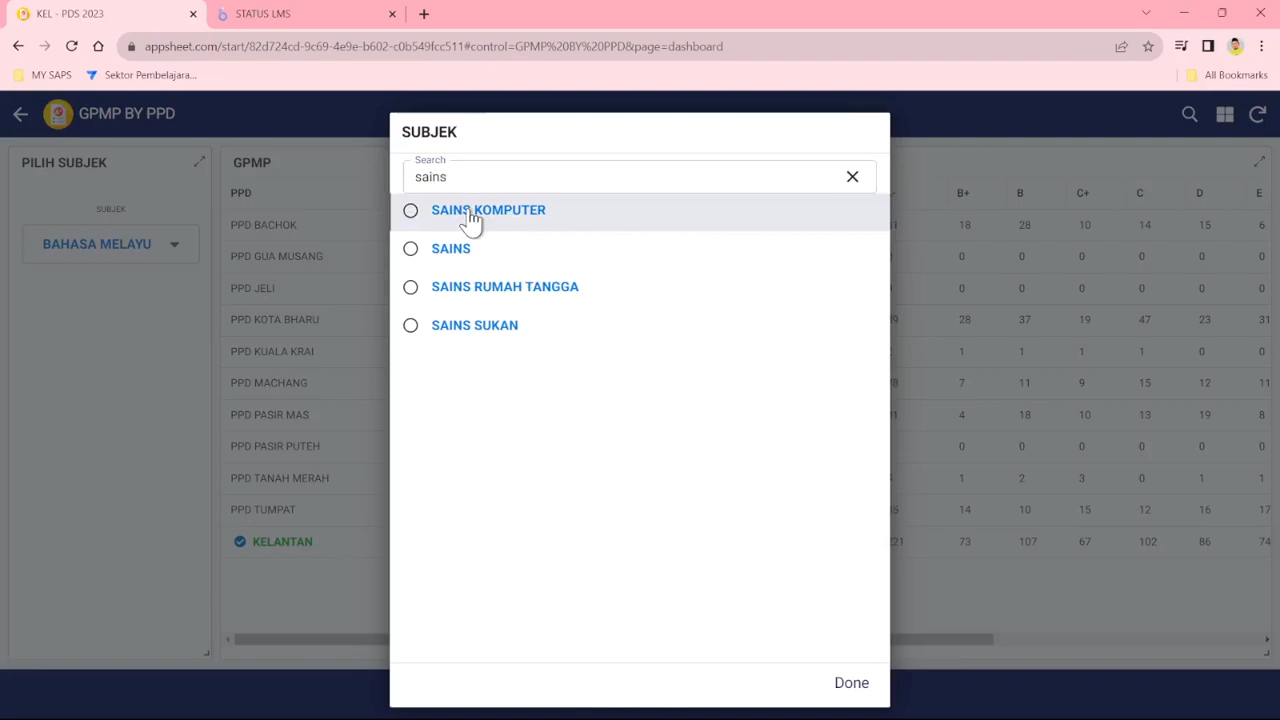 KEL - PDS 2023
STATUS LMS
appsheet.com/start/82d724cd-9c69-4e9e-b602-c0b549fcc511#control=GPMP%20BY%20PPD&page=dashboard
MY SAPS
Sektor Pembelajara...
All Bookmarks
GPMP BY PPD
PILIH SUBJEK
SUBJEK
BAHASA MELAYU
GPMP
PPD B+ B C+ C D E
PPD BACHOK 18 28 10 14 15 6
PPD GUA MUSANG 0 0 0 0 0 0
PPD JELI 0 0 0 0 0 0
PPD KOTA BHARU 28 37 19 47 23 31
PPD KUALA KRAI 1 1 1 1 0 0
PPD MACHANG 7 11 9 15 12 11
PPD PASIR MAS 4 18 10 13 19 8
PPD PASIR PUTEH 0 0 0 0 0 0
PPD TANAH MERAH 1 2 3 0 1 1
PPD TUMPAT 14 10 15 12 16 17
KELANTAN 221 73 107 67 102 86 74
SUBJEK
Search
sains
SAINS KOMPUTER
SAINS
SAINS RUMAH TANGGA
SAINS SUKAN
Done